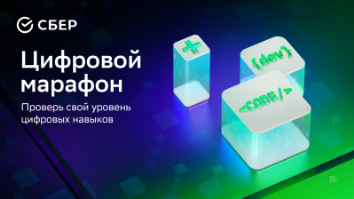 СБЕР
Цифровой
марафон
Проверь свой уровень
цифровых навыков
{dev}
<CODE/>